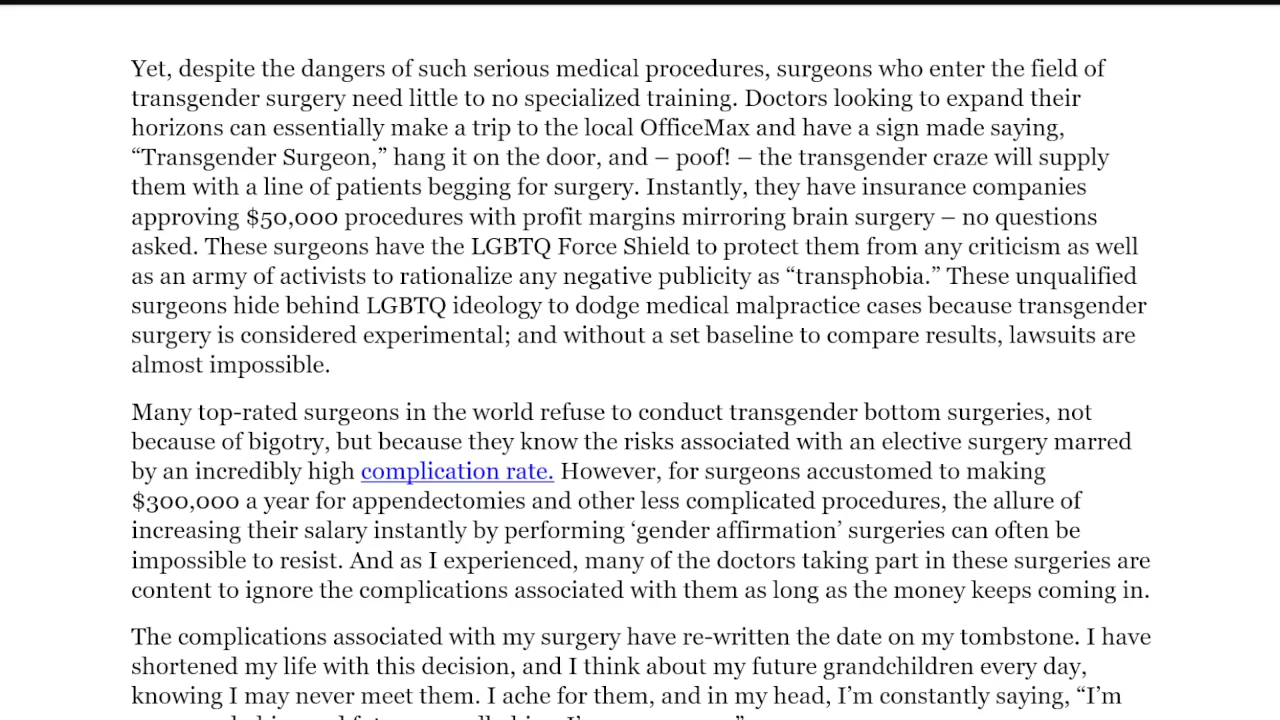 Yet, despite the dangers of such serious medical procedures, surgeons who enter the field of
transgender surgery need little to no specialized training. Doctors looking to expand their
horizons can essentially make a trip to the local OfficeMax and have a sign made saying,
“Transgender Surgeon,” hang it on the door, and – poof! – the transgender craze will supply
them with a line of patients begging for surgery. Instantly, they have insurance companies
approving $50,000 procedures with profit margins mirroring brain surgery – no questions
asked. These surgeons have the LGBTQ Force Shield to protect them from any criticism as well
as an army of activists to rationalize any negative publicity as “transphobia.” These unqualified
surgeons hide behind LGBTQ ideology to dodge medical malpractice cases because transgender
surgery is considered experimental; and without a set baseline to compare results, lawsuits are
almost impossible.
Many top-rated surgeons in the world refuse to conduct transgender bottom surgeries, not
because of bigotry, but because they know the risks associated with an elective surgery marred
by an incredibly high complication rate. However, for surgeons accustomed to making
$300,000 a year for appendectomies and other less complicated procedures, the allure of
increasing their salary instantly by performing ‘gender affirmation’ surgeries can often be
impossible to resist. And as I experienced, many of the doctors taking part in these surgeries are
content to ignore the complications associated with them as long as the money keeps coming in.
The complications associated with my surgery have re-written the date on my tombstone. I have
shortened my life with this decision, and I think about my future grandchildren every day,
knowing I may never meet them. I ache for them, and in my head, I’m constantly saying, “I’m